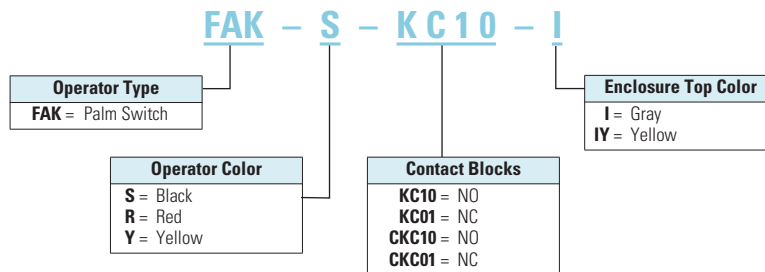 FAK – S – KC10 – I
Operator Type
FAK = Palm Switch
Enclosure Top Color
I = Gray
IY = Yellow
Operator Color
S = Black
R = Red
Y = Yellow
Contact Blocks
KC10 = NO
KC01 = NC
CKC10 = NO
CKC01 = NC